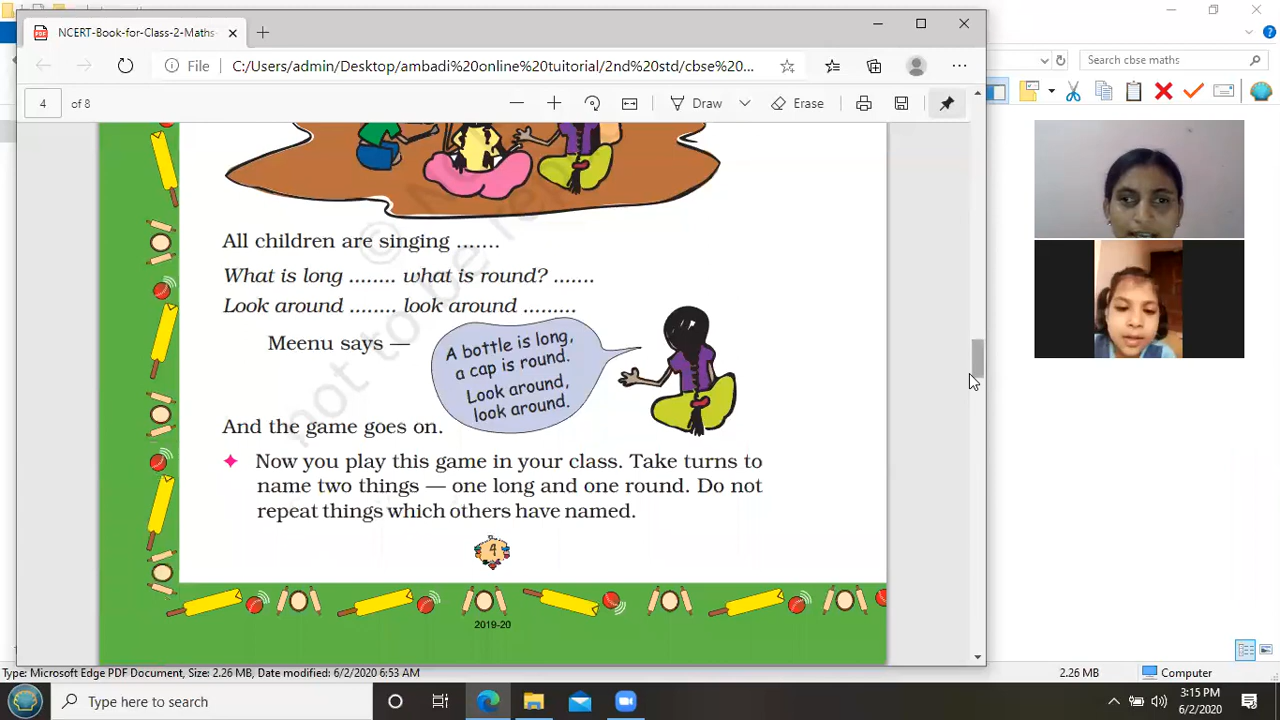 NCERT-Book-for-Class-2-Maths
File C:/Users/admin/Desktop/ambadi%20online%20tuitorial/2nd%20std/cbse%20...
Search cbse maths
4 of 8
Draw
Erase
All children are singing .......
What is long ........ what is round? .......
Look around ........ look around .........
Meenu says —
A bottle is long,
a cap is round.
Look around,
look around.
And the game goes on.
Now you play this game in your class. Take turns to
name two things — one long and one round. Do not
repeat things which others have named.
4
2019-20
not to be re
Type: Microsoft Edge PDF Document, Size: 2.26 MB, Date modified: 6/2/2020 6:53 AM
2.26 MB
Computer
Type here to search
3:15 PM
6/2/2020